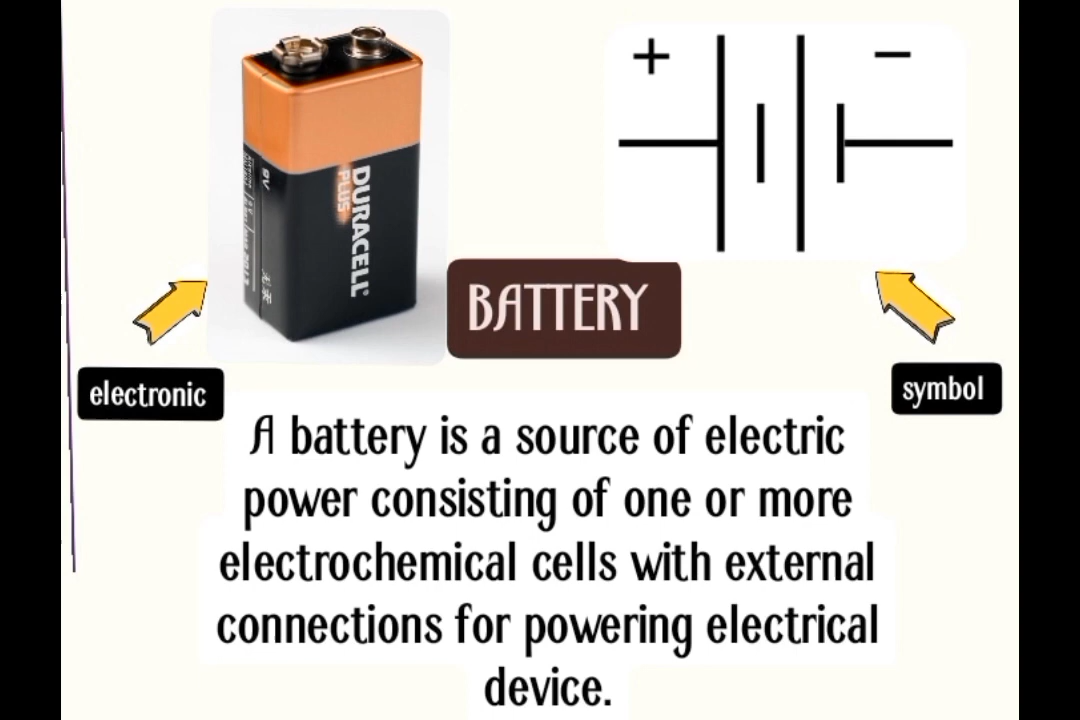 + −
9V
DURACELL®
PLUS
BATTERY
electronic
symbol
A battery is a source of electric
power consisting of one or more
electrochemical cells with external
connections for powering electrical
device.